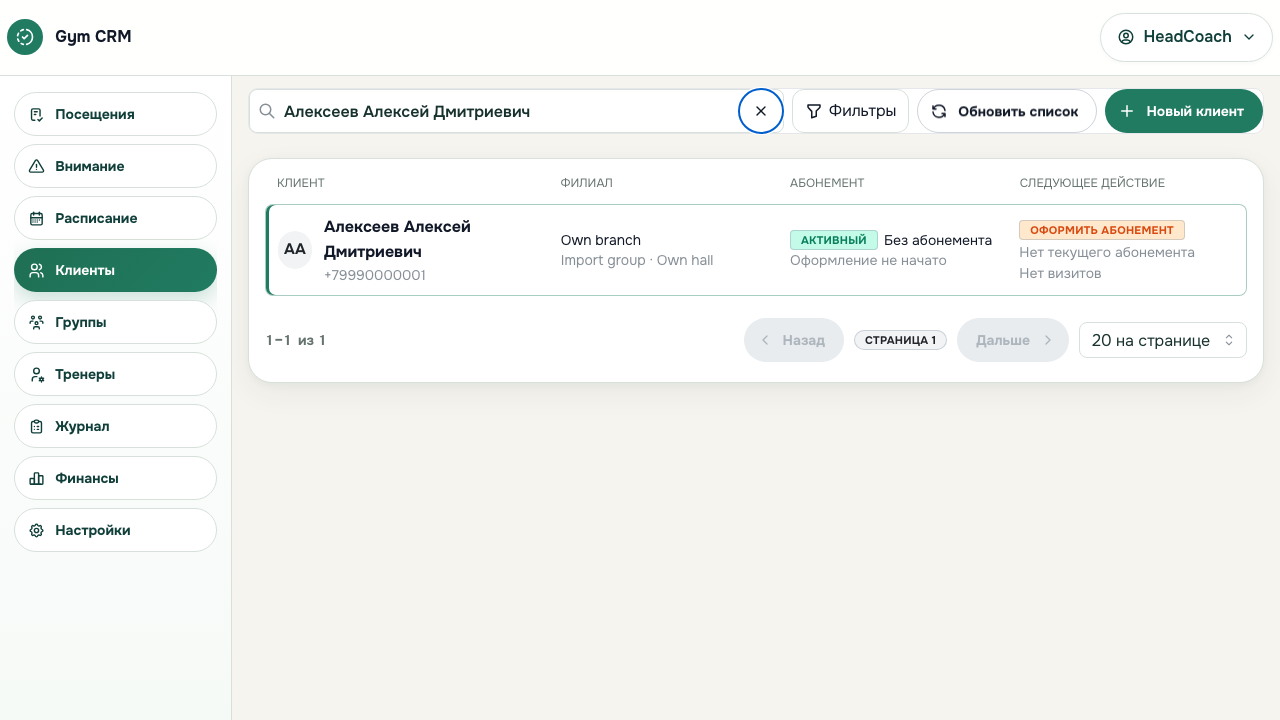 Gym CRM
HeadCoach
Посещения
Внимание
Расписание
Клиенты
Группы
Тренеры
Журнал
Финансы
Настройки
Алексеев Алексей Дмитриевич
Фильтры
Обновить список
Новый клиент
КЛИЕНТ
ФИЛИАЛ
АБОНЕМЕНТ
СЛЕДУЮЩЕЕ ДЕЙСТВИЕ
АА
Алексеев Алексей
Дмитриевич
+79990000001
Own branch
Import group · Own hall
АКТИВНЫЙ Без абонемента
Оформление не начато
ОФОРМИТЬ АБОНЕМЕНТ
Нет текущего абонемента
Нет визитов
1–1 из 1
Назад
СТРАНИЦА 1
Дальше
20 на странице